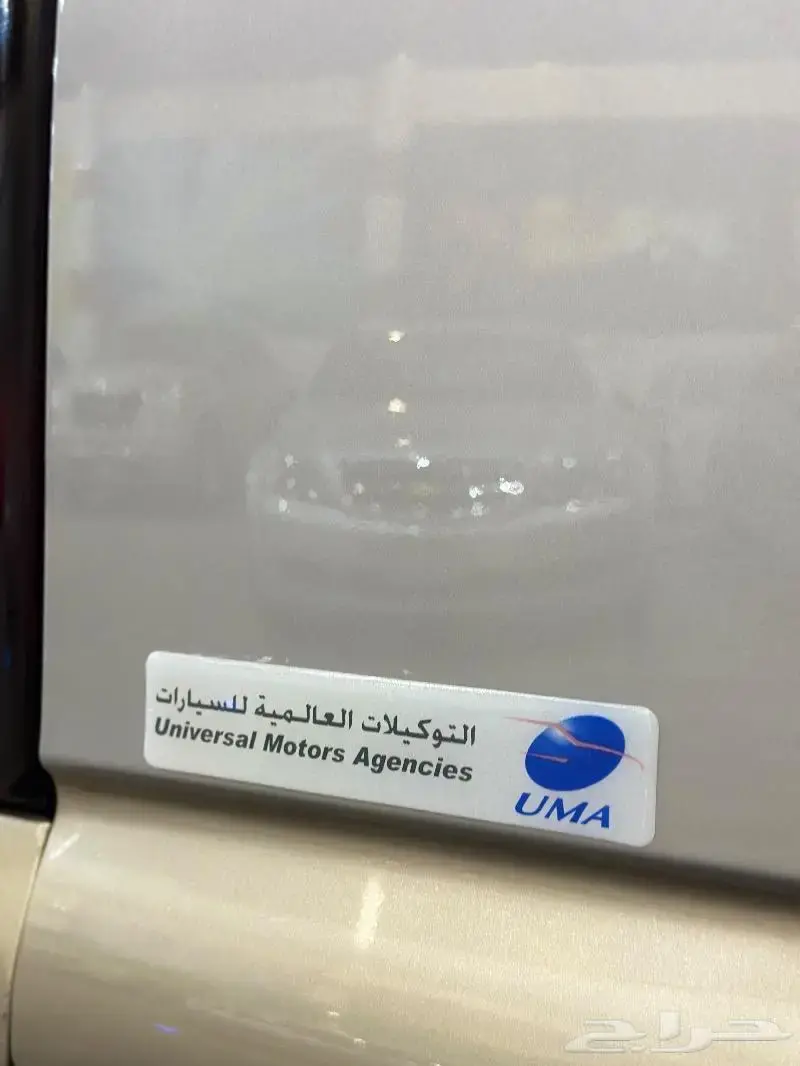 التوكيلات العالمية للسيارات
Universal Motors Agencies
UMA
حراج